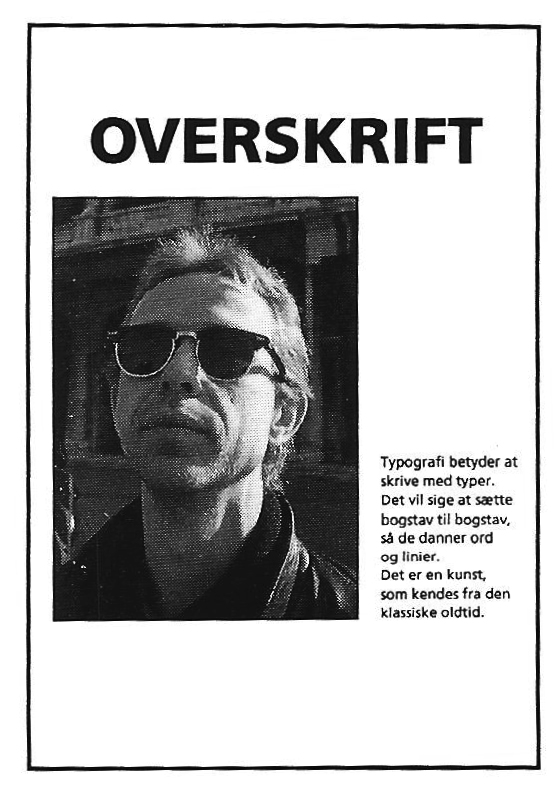 OVERSKRIFT
Typografi betyder at
skrive med typer.
Det vil sige at sætte
bogstav til bogstav,
så de danner ord
og linier.
Det er en kunst,
som kendes fra den
klassiske oldtid.